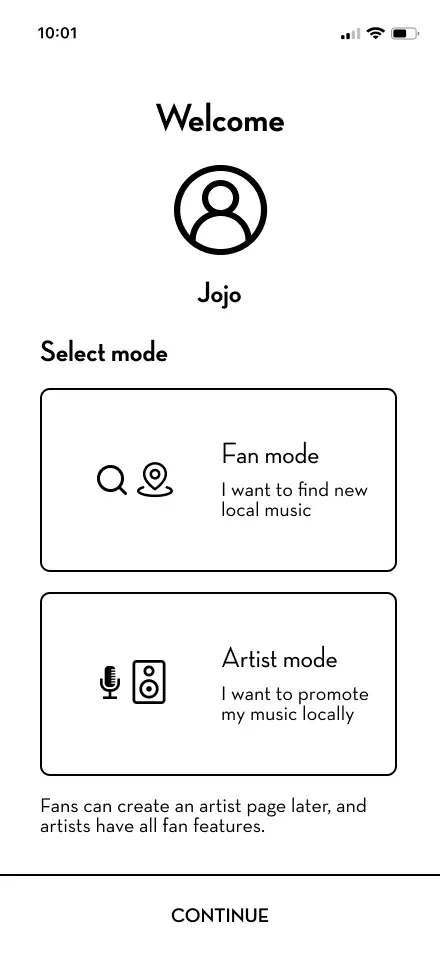 10:01
Welcome
Jojo
Select mode
Fan mode
I want to find new
local music
Artist mode
I want to promote
my music locally
Fans can create an artist page later, and
artists have all fan features.
CONTINUE